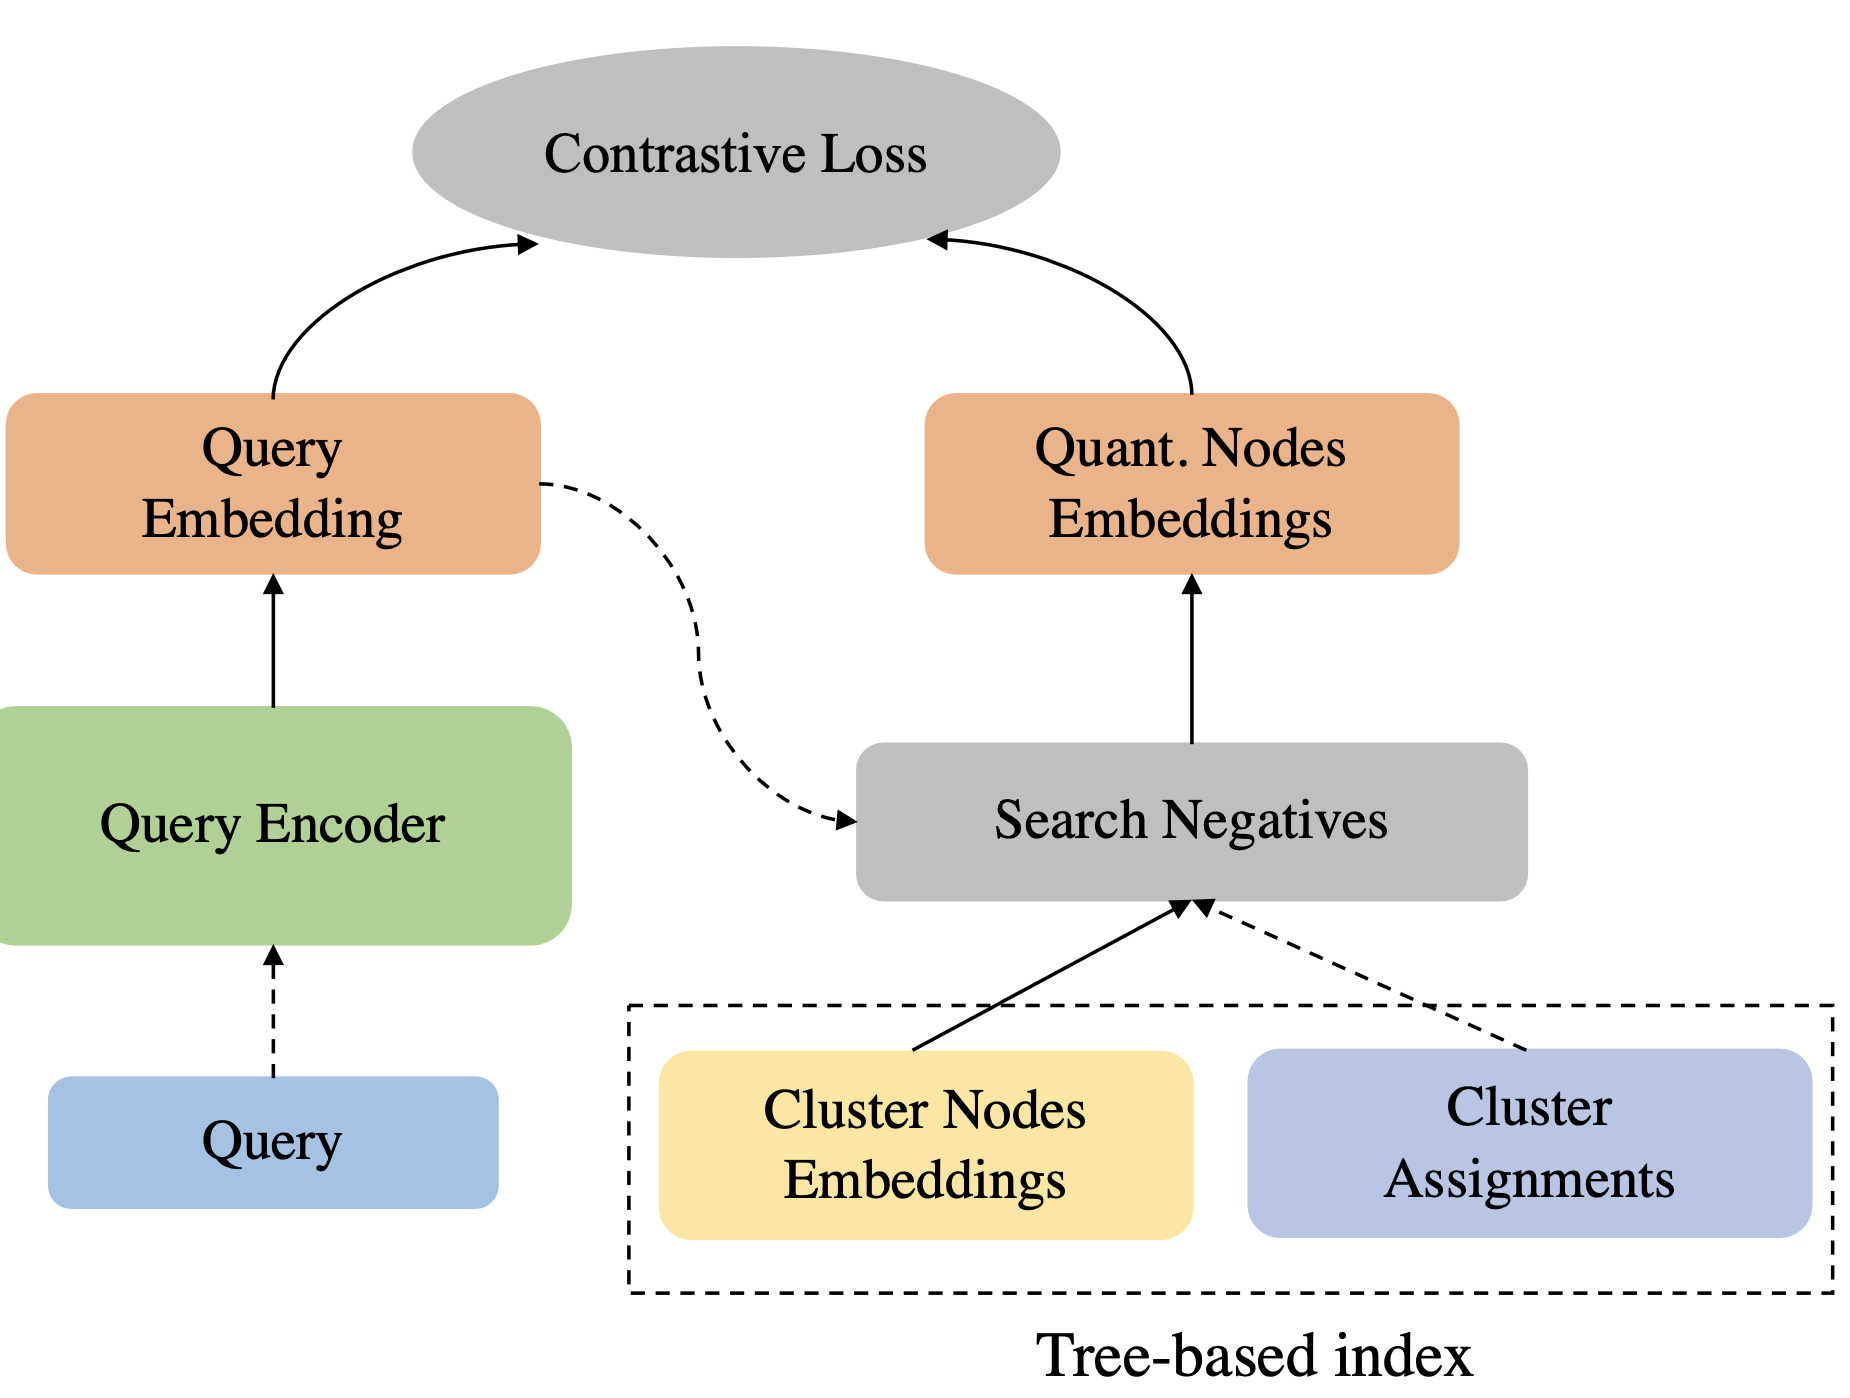 Contrastive Loss
Query
Embedding
Quant. Nodes
Embeddings
Query Encoder
Search Negatives
Query
Cluster Nodes
Embeddings
Cluster
Assignments
Tree-based index